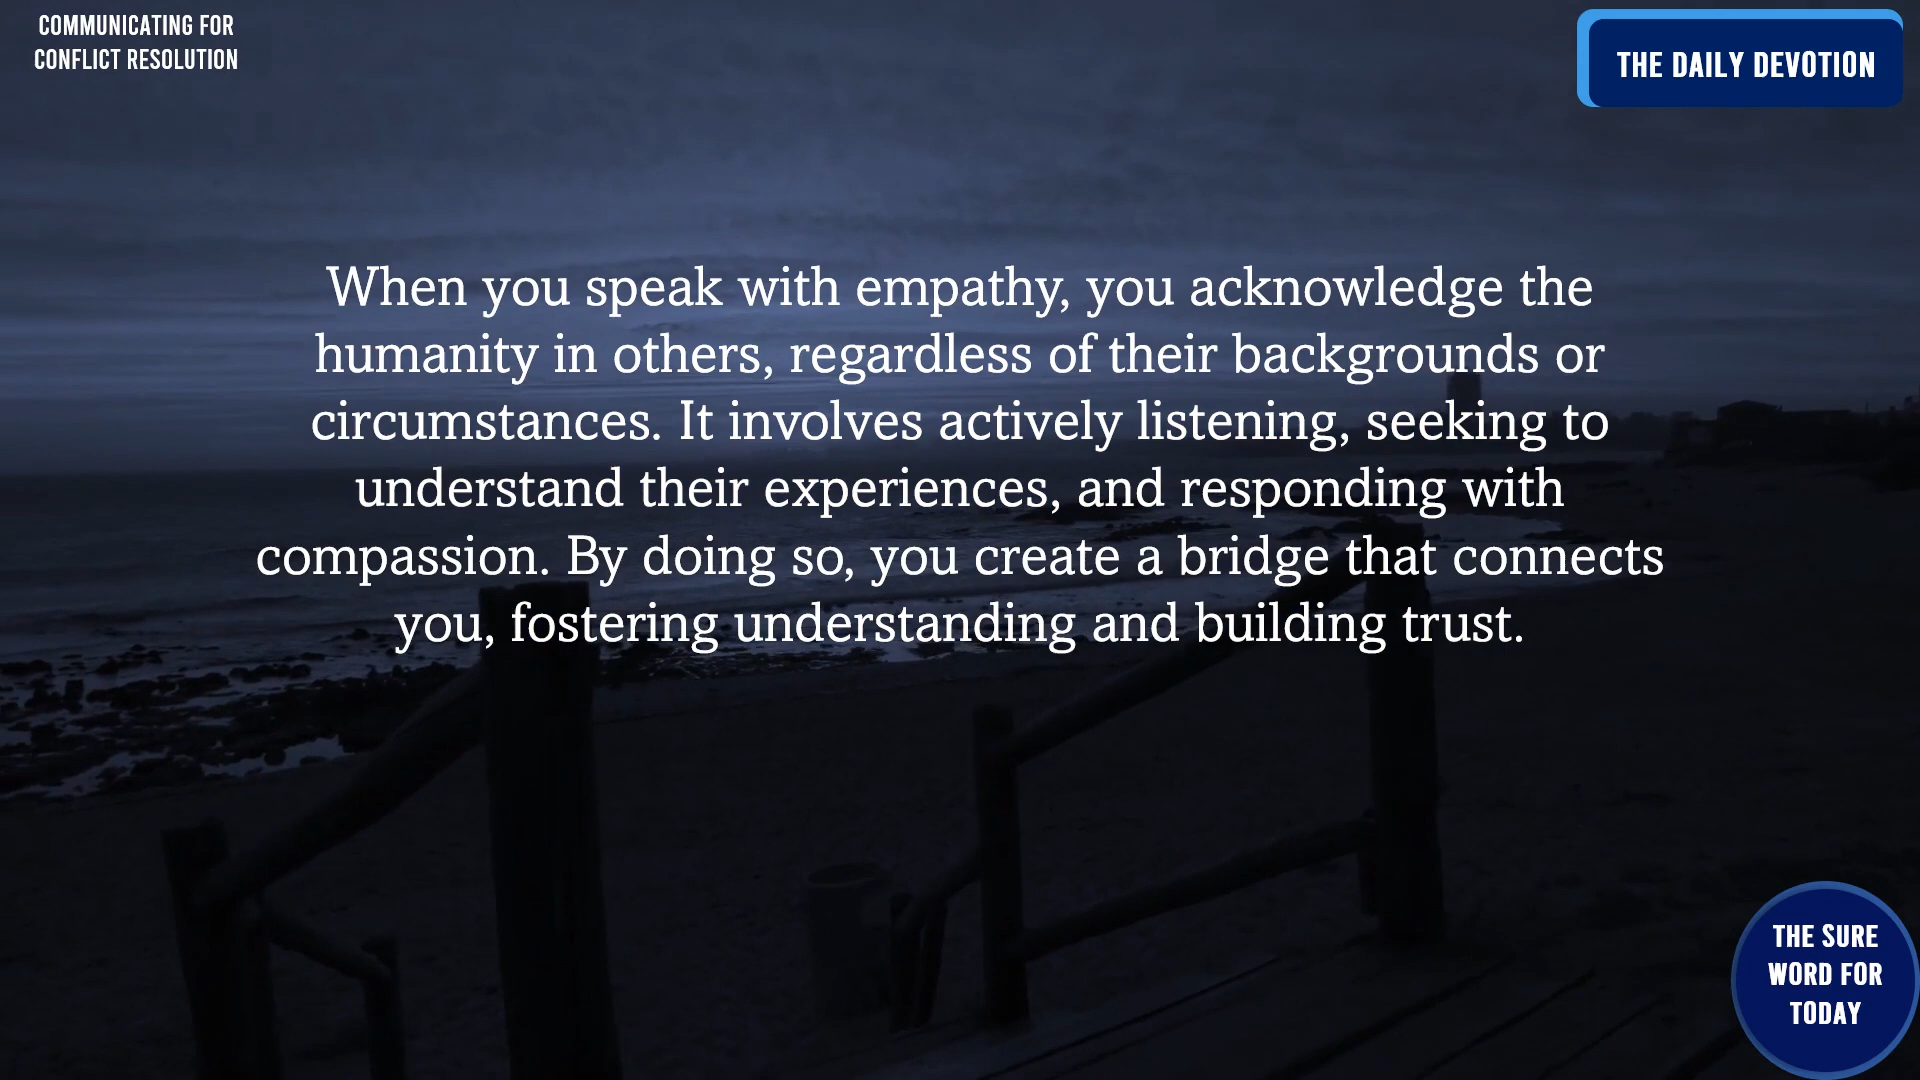 COMMUNICATING FOR
CONFLICT RESOLUTION
THE DAILY DEVOTION
When you speak with empathy, you acknowledge the
humanity in others, regardless of their backgrounds or
circumstances. It involves actively listening, seeking to
understand their experiences, and responding with
compassion. By doing so, you create a bridge that connects
you, fostering understanding and building trust.
THE SURE
WORD FOR
TODAY